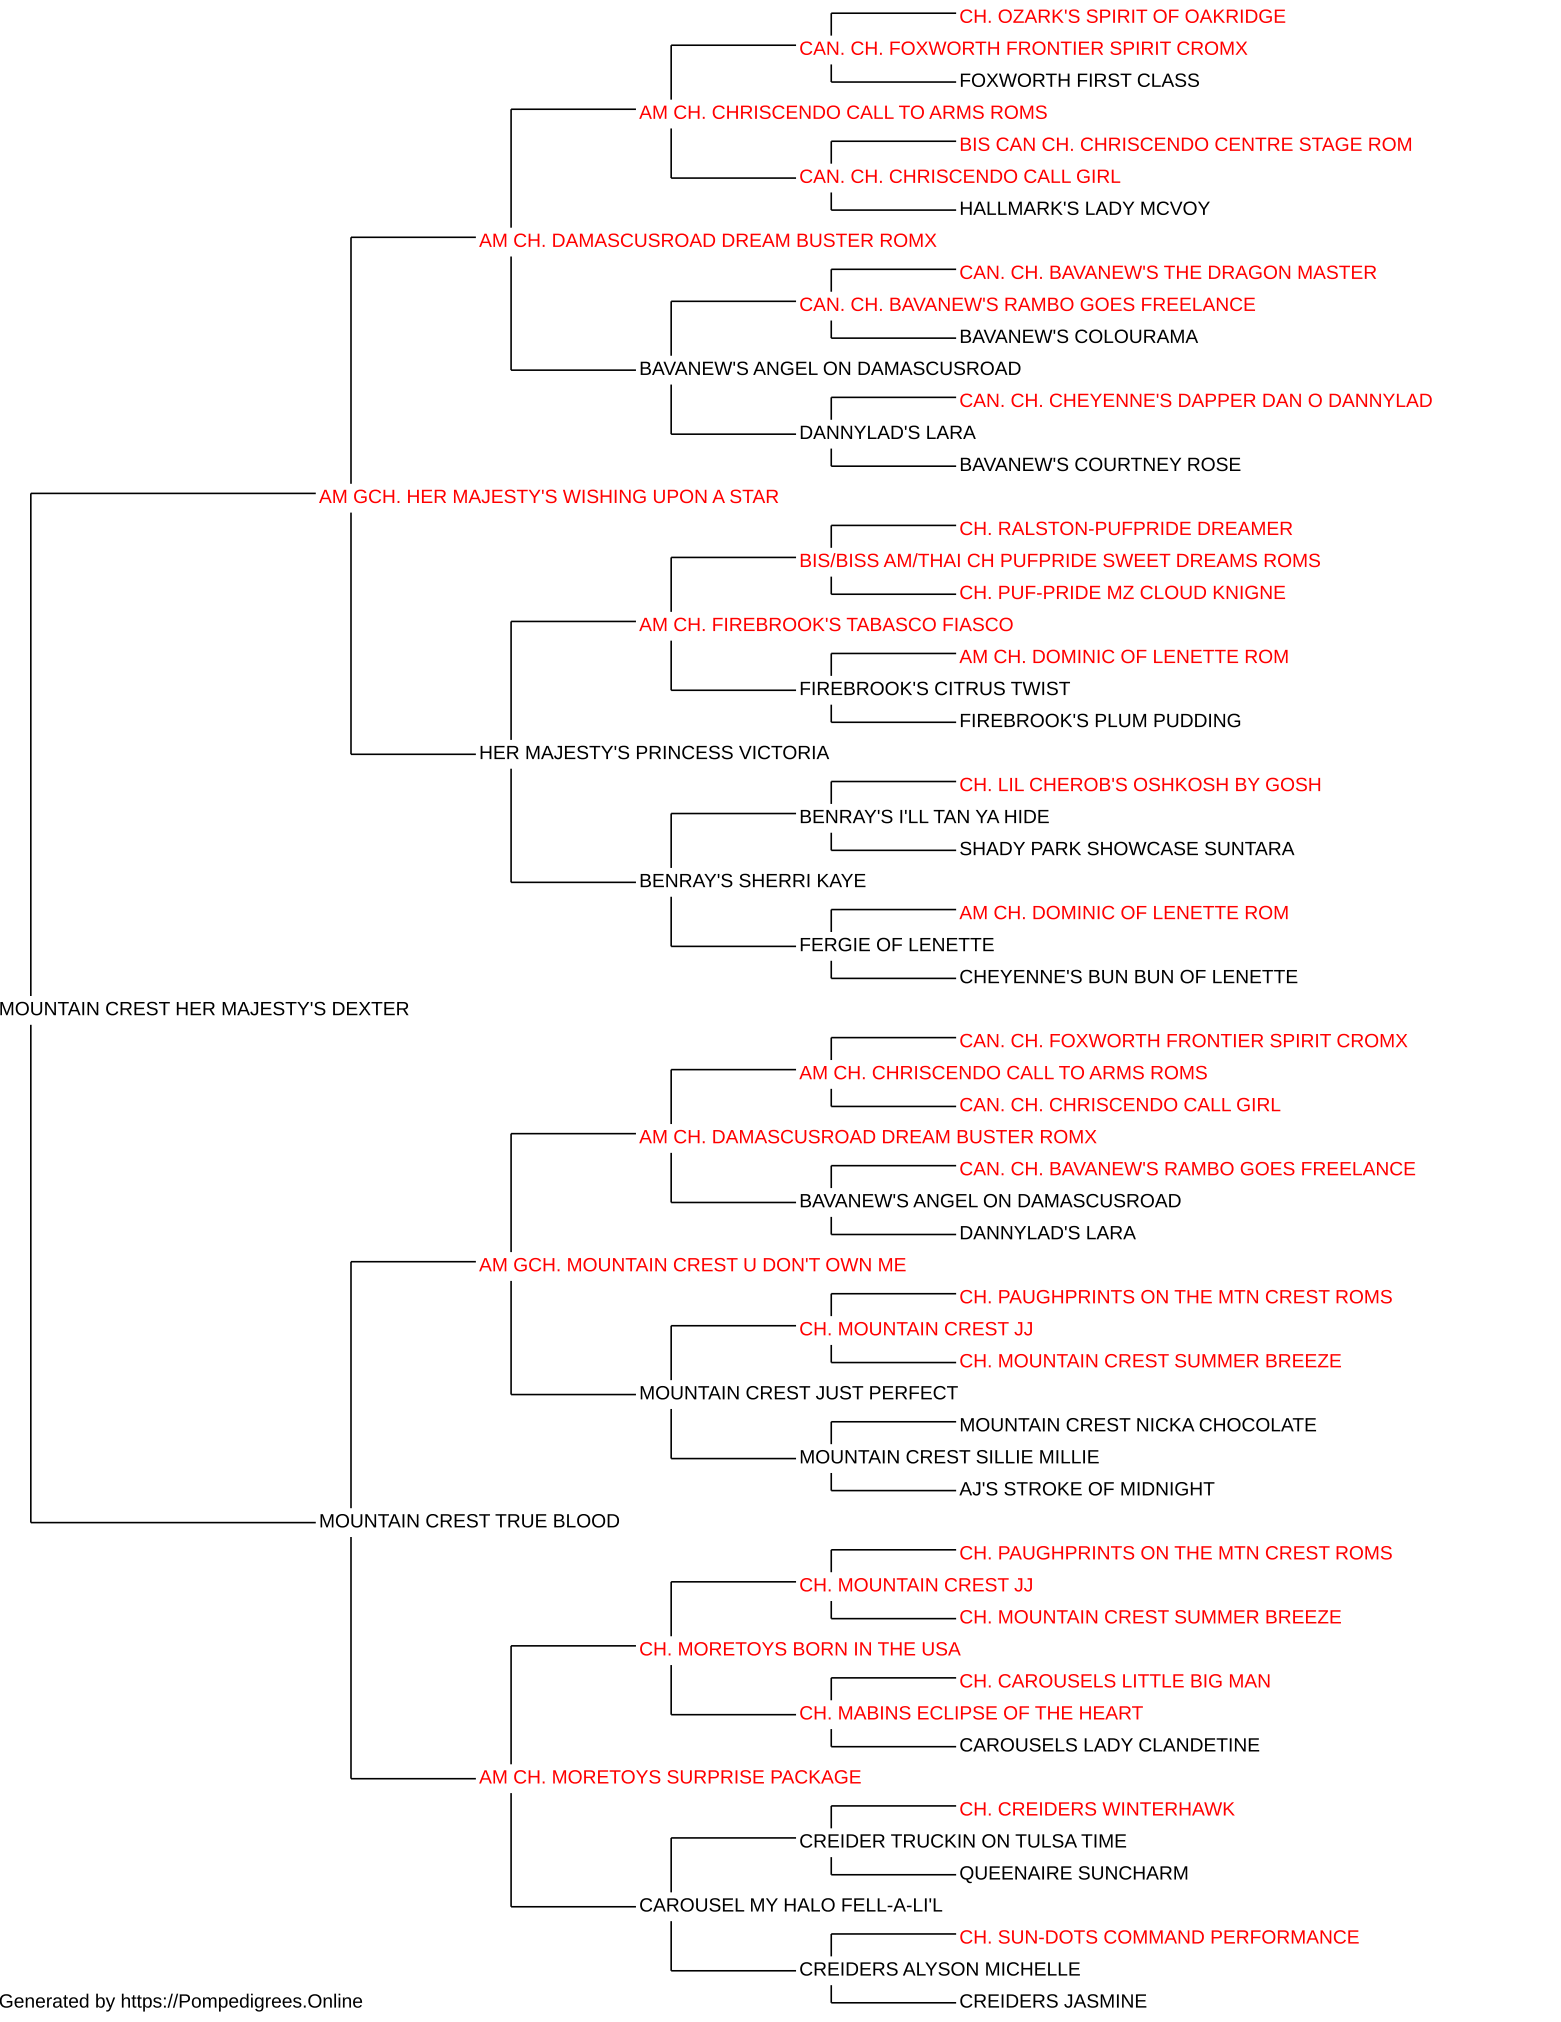 CH. OZARK'S SPIRIT OF OAKRIDGE
CAN. CH. FOXWORTH FRONTIER SPIRIT CROMX
FOXWORTH FIRST CLASS
AM CH. CHRISCENDO CALL TO ARMS ROMS
BIS CAN CH. CHRISCENDO CENTRE STAGE ROM
CAN. CH. CHRISCENDO CALL GIRL
HALLMARK'S LADY MCVOY
AM CH. DAMASCUSROAD DREAM BUSTER ROMX
CAN. CH. BAVANEW'S THE DRAGON MASTER
CAN. CH. BAVANEW'S RAMBO GOES FREELANCE
BAVANEW'S COLOURAMA
BAVANEW'S ANGEL ON DAMASCUSROAD
CAN. CH. CHEYENNE'S DAPPER DAN O DANNYLAD
DANNYLAD'S LARA
BAVANEW'S COURTNEY ROSE
AM GCH. HER MAJESTY'S WISHING UPON A STAR
CH. RALSTON-PUFPRIDE DREAMER
BIS/BISS AM/THAI CH PUFPRIDE SWEET DREAMS ROMS
CH. PUF-PRIDE MZ CLOUD KNIGNE
AM CH. FIREBROOK'S TABASCO FIASCO
AM CH. DOMINIC OF LENETTE ROM
FIREBROOK'S CITRUS TWIST
FIREBROOK'S PLUM PUDDING
HER MAJESTY'S PRINCESS VICTORIA
CH. LIL CHEROB'S OSHKOSH BY GOSH
BENRAY'S I'LL TAN YA HIDE
SHADY PARK SHOWCASE SUNTARA
BENRAY'S SHERRI KAYE
AM CH. DOMINIC OF LENETTE ROM
FERGIE OF LENETTE
CHEYENNE'S BUN BUN OF LENETTE
MOUNTAIN CREST HER MAJESTY'S DEXTER
CAN. CH. FOXWORTH FRONTIER SPIRIT CROMX
AM CH. CHRISCENDO CALL TO ARMS ROMS
CAN. CH. CHRISCENDO CALL GIRL
AM CH. DAMASCUSROAD DREAM BUSTER ROMX
CAN. CH. BAVANEW'S RAMBO GOES FREELANCE
BAVANEW'S ANGEL ON DAMASCUSROAD
DANNYLAD'S LARA
AM GCH. MOUNTAIN CREST U DON'T OWN ME
CH. PAUGHPRINTS ON THE MTN CREST ROMS
CH. MOUNTAIN CREST JJ
CH. MOUNTAIN CREST SUMMER BREEZE
MOUNTAIN CREST JUST PERFECT
MOUNTAIN CREST NICKA CHOCOLATE
MOUNTAIN CREST SILLIE MILLIE
AJ'S STROKE OF MIDNIGHT
MOUNTAIN CREST TRUE BLOOD
CH. PAUGHPRINTS ON THE MTN CREST ROMS
CH. MOUNTAIN CREST JJ
CH. MOUNTAIN CREST SUMMER BREEZE
CH. MORETOYS BORN IN THE USA
CH. CAROUSELS LITTLE BIG MAN
CH. MABINS ECLIPSE OF THE HEART
CAROUSELS LADY CLANDETINE
AM CH. MORETOYS SURPRISE PACKAGE
CH. CREIDERS WINTERHAWK
CREIDER TRUCKIN ON TULSA TIME
QUEENAIRE SUNCHARM
CAROUSEL MY HALO FELL-A-LI'L
CH. SUN-DOTS COMMAND PERFORMANCE
CREIDERS ALYSON MICHELLE
CREIDERS JASMINE
Generated by https://Pompedigrees.Online